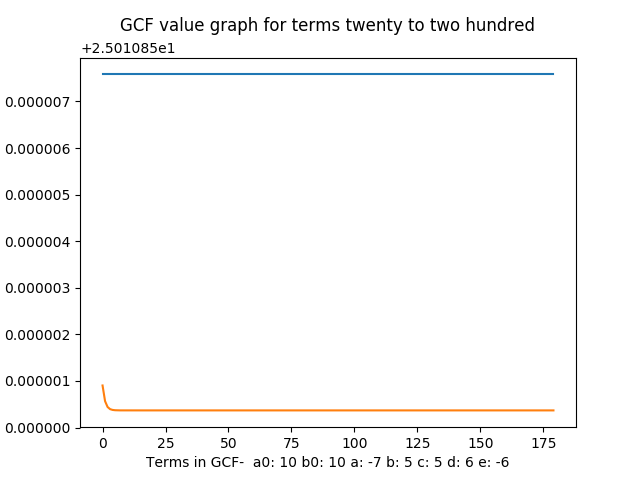 GCF value graph for terms twenty to two hundred
+2.501085e1
0.000007
0.000006
0.000005
0.000004
0.000003
0.000002
0.000001
0.000000
0 25 50 75 100 125 150 175
Terms in GCF- a0: 10 b0: 10 a: -7 b: 5 c: 5 d: 6 e: -6